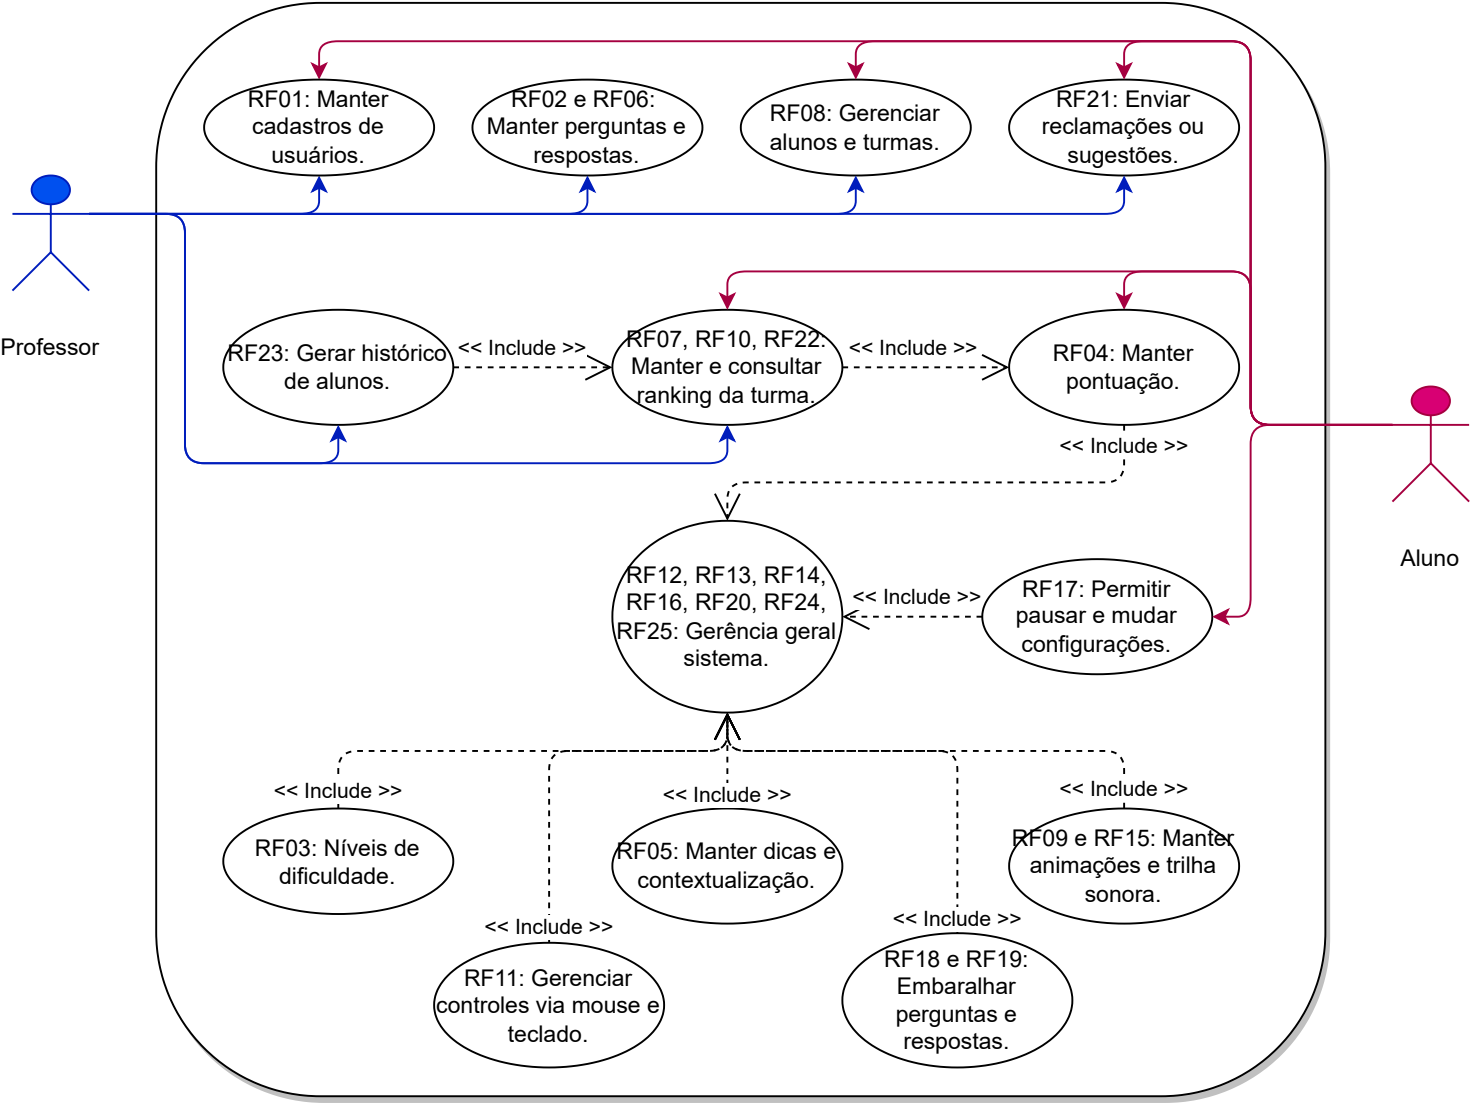 RF01: Manter
cadastros de
usuários.
RF02 e RF06:
Manter perguntas e
respostas.
RF08: Gerenciar
alunos e turmas.
RF21: Enviar
reclamações ou
sugestões.
Professor
RF23: Gerar histórico
de alunos.
<< Include >>
RF07, RF10, RF22:
Manter e consultar
ranking da turma.
<< Include >>
RF04: Manter
pontuação.
<< Include >>
Aluno
RF12, RF13, RF14,
RF16, RF20, RF24,
RF25: Gerência geral
sistema.
<< Include >>
RF17: Permitir
pausar e mudar
configurações.
<< Include >>
RF03: Níveis de
dificuldade.
<< Include >>
RF05: Manter dicas e
contextualização.
<< Include >>
RF09 e RF15: Manter
animações e trilha
sonora.
<< Include >>
RF11: Gerenciar
controles via mouse e
teclado.
<< Include >>
RF18 e RF19:
Embaralhar
perguntas e
respostas.